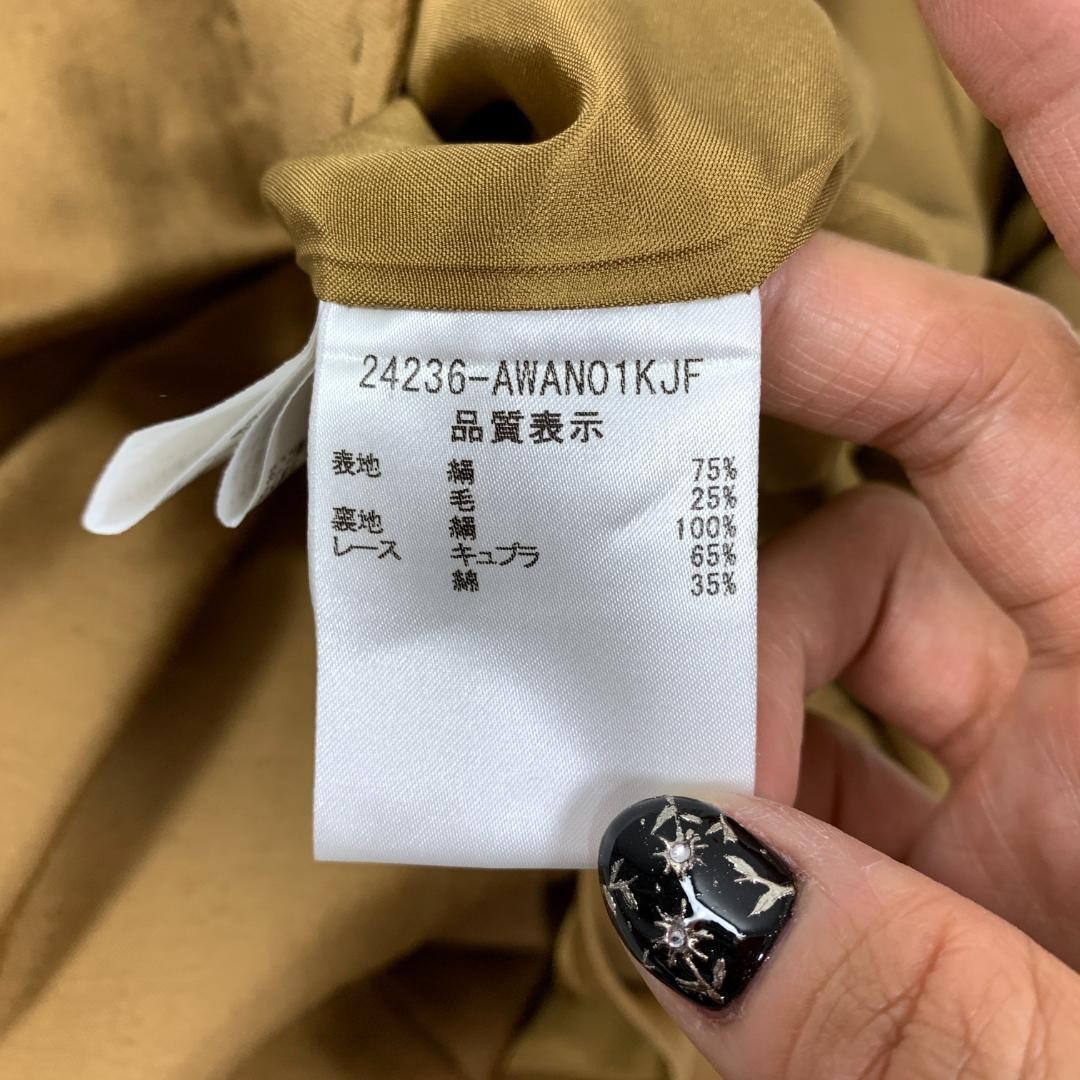 24236-AWAN01KJF
品質表示
表地 絹 75%
毛 25%
裏地 絹 100%
レース キュプラ 65%
綿 35%